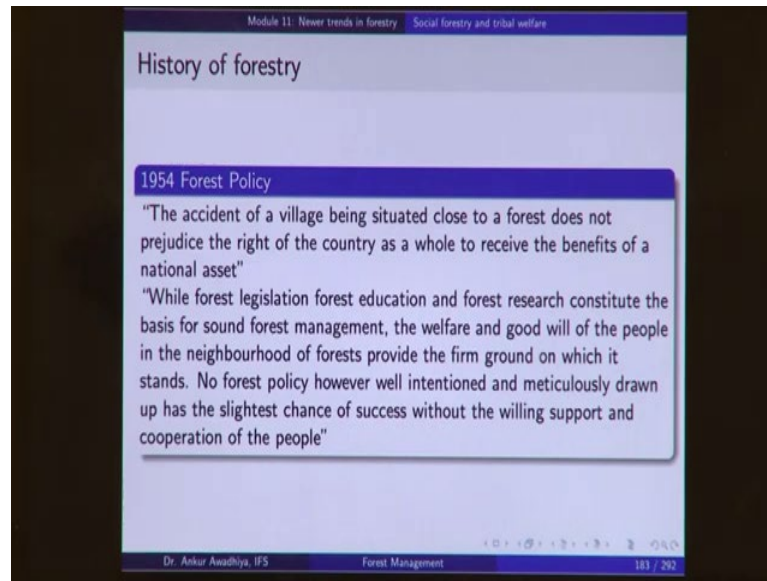 Module 11: Newer trends in forestry Social forestry and tribal welfare
History of forestry
1954 Forest Policy
"The accident of a village being situated close to a forest does not
prejudice the right of the country as a whole to receive the benefits of a
national asset"
"While forest legislation forest education and forest research constitute the
basis for sound forest management, the welfare and good will of the people
in the neighbourhood of forests provide the firm ground on which it
stands. No forest policy however well intentioned and meticulously drawn
up has the slightest chance of success without the willing support and
cooperation of the people"
Dr. Ankur Awadhiya, IFS Forest Management 183 / 292